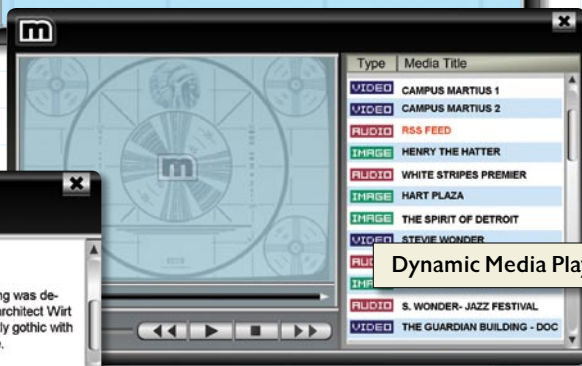 m
Type Media Title
VIDEO CAMPUS MARTIUS 1
VIDEO CAMPUS MARTIUS 2
AUDIO RSS FEED
IMAGE HENRY THE HATTER
AUDIO WHITE STRIPES PREMIER
IMAGE HART PLAZA
IMAGE THE SPIRIT OF DETROIT
VIDEO STEVIE WONDER
Dynamic Media Play
AUDIO S. WONDER- JAZZ FESTIVAL
VIDEO THE GUARDIAN BUILDING - DOC
m
ng was de-
architect Wirt
ly gothic with